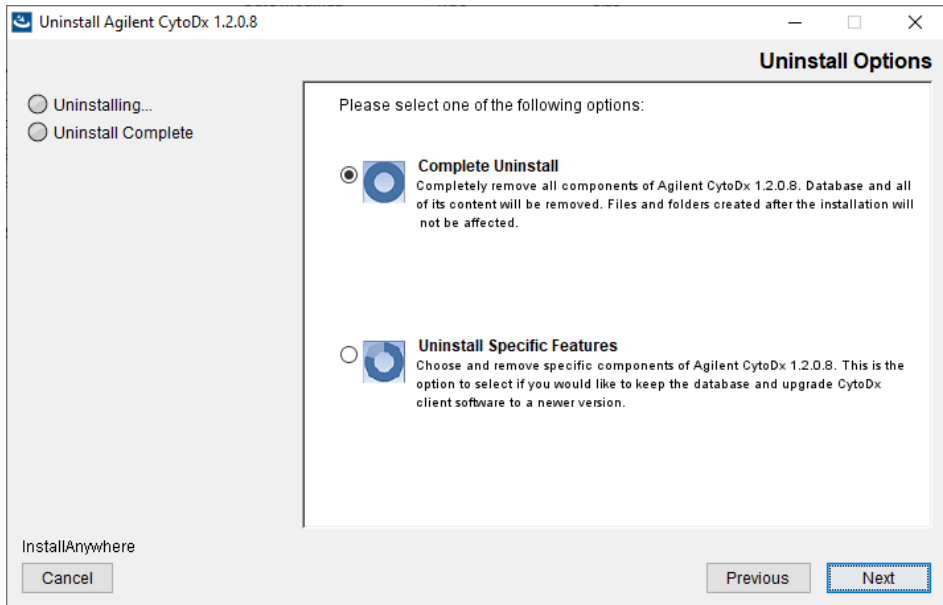 Uninstall Agilent CytoDx 1.2.0.8
Uninstall Options
Uninstalling...
Uninstall Complete
Please select one of the following options:
Complete Uninstall
Completely remove all components of Agilent CytoDx 1.2.0.8. Database and all
of its content will be removed. Files and folders created after the installation will
not be affected.
Uninstall Specific Features
Choose and remove specific components of Agilent CytoDx 1.2.0.8. This is the
option to select if you would like to keep the database and upgrade CytoDx
client software to a newer version.
InstallAnywhere
Cancel
Previous
Next